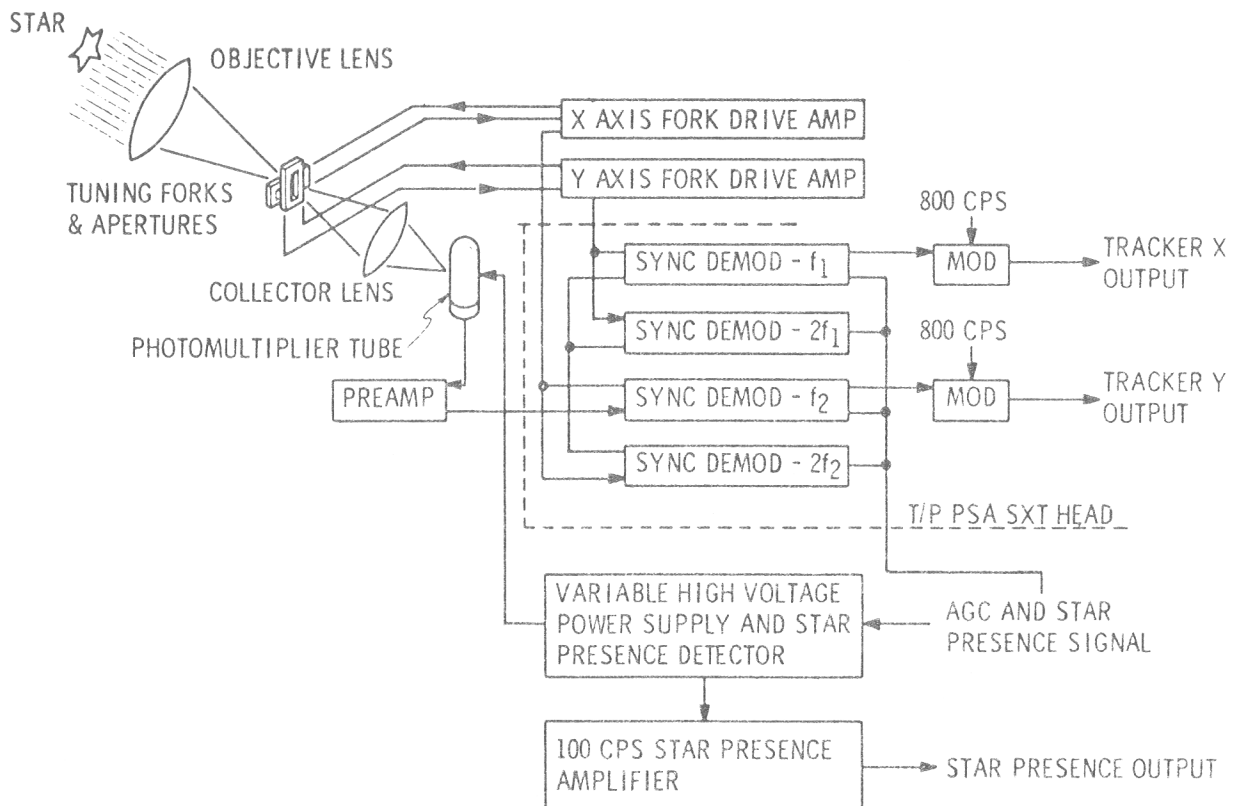 STAR
OBJECTIVE LENS
X AXIS FORK DRIVE AMP
Y AXIS FORK DRIVE AMP
TUNING FORKS
& APERTURES
800 CPS
SYNC DEMOD - f1
MOD
TRACKER X
OUTPUT
COLLECTOR LENS
SYNC DEMOD - 2f1
800 CPS
PHOTOMULTIPLIER TUBE
PREAMP
SYNC DEMOD - f2
MOD
TRACKER Y
OUTPUT
SYNC DEMOD - 2f2
T/P PSA SXT HEAD
VARIABLE HIGH VOLTAGE
POWER SUPPLY AND STAR
PRESENCE DETECTOR
AGC AND STAR
PRESENCE SIGNAL
100 CPS STAR PRESENCE
AMPLIFIER
STAR PRESENCE OUTPUT